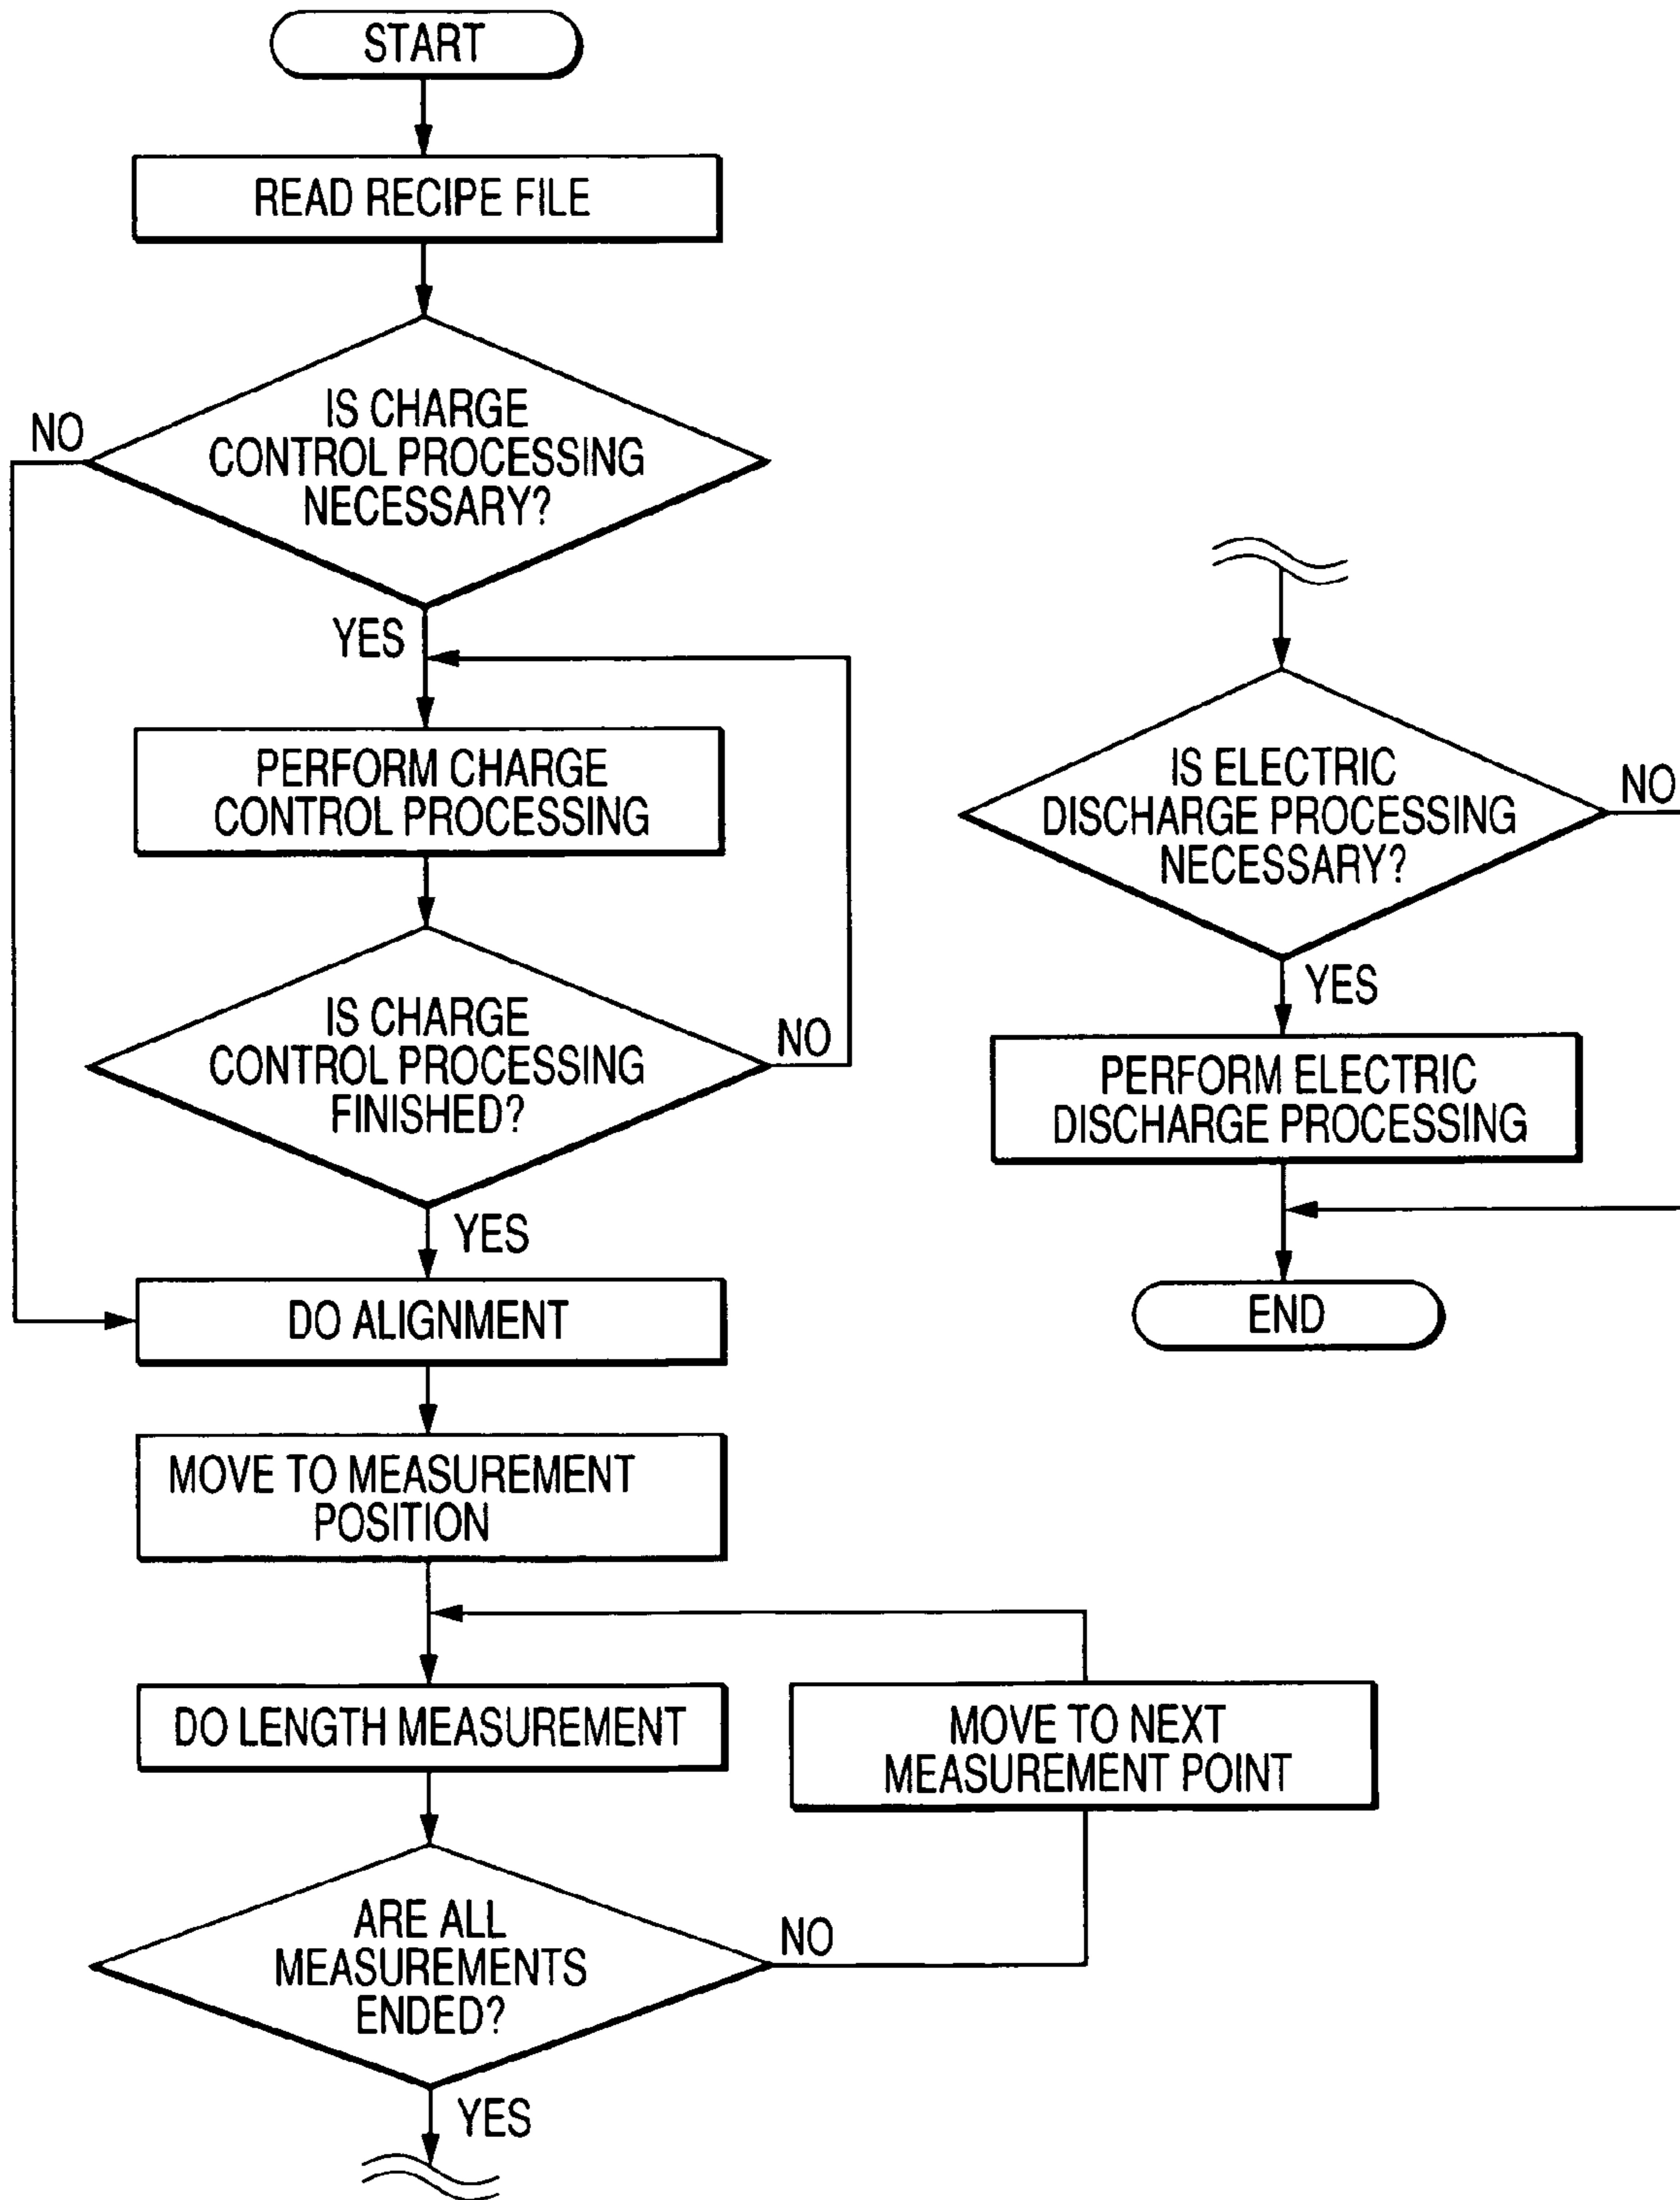 START
READ RECIPE FILE
IS CHARGE
CONTROL PROCESSING
NECESSARY?
NO
YES
PERFORM CHARGE
CONTROL PROCESSING
IS CHARGE
CONTROL PROCESSING
FINISHED?
NO
YES
DO ALIGNMENT
MOVE TO MEASUREMENT
POSITION
DO LENGTH MEASUREMENT
MOVE TO NEXT
MEASUREMENT POINT
ARE ALL
MEASUREMENTS
ENDED?
NO
YES
IS ELECTRIC
DISCHARGE PROCESSING
NECESSARY?
NO
YES
PERFORM ELECTRIC
DISCHARGE PROCESSING
END